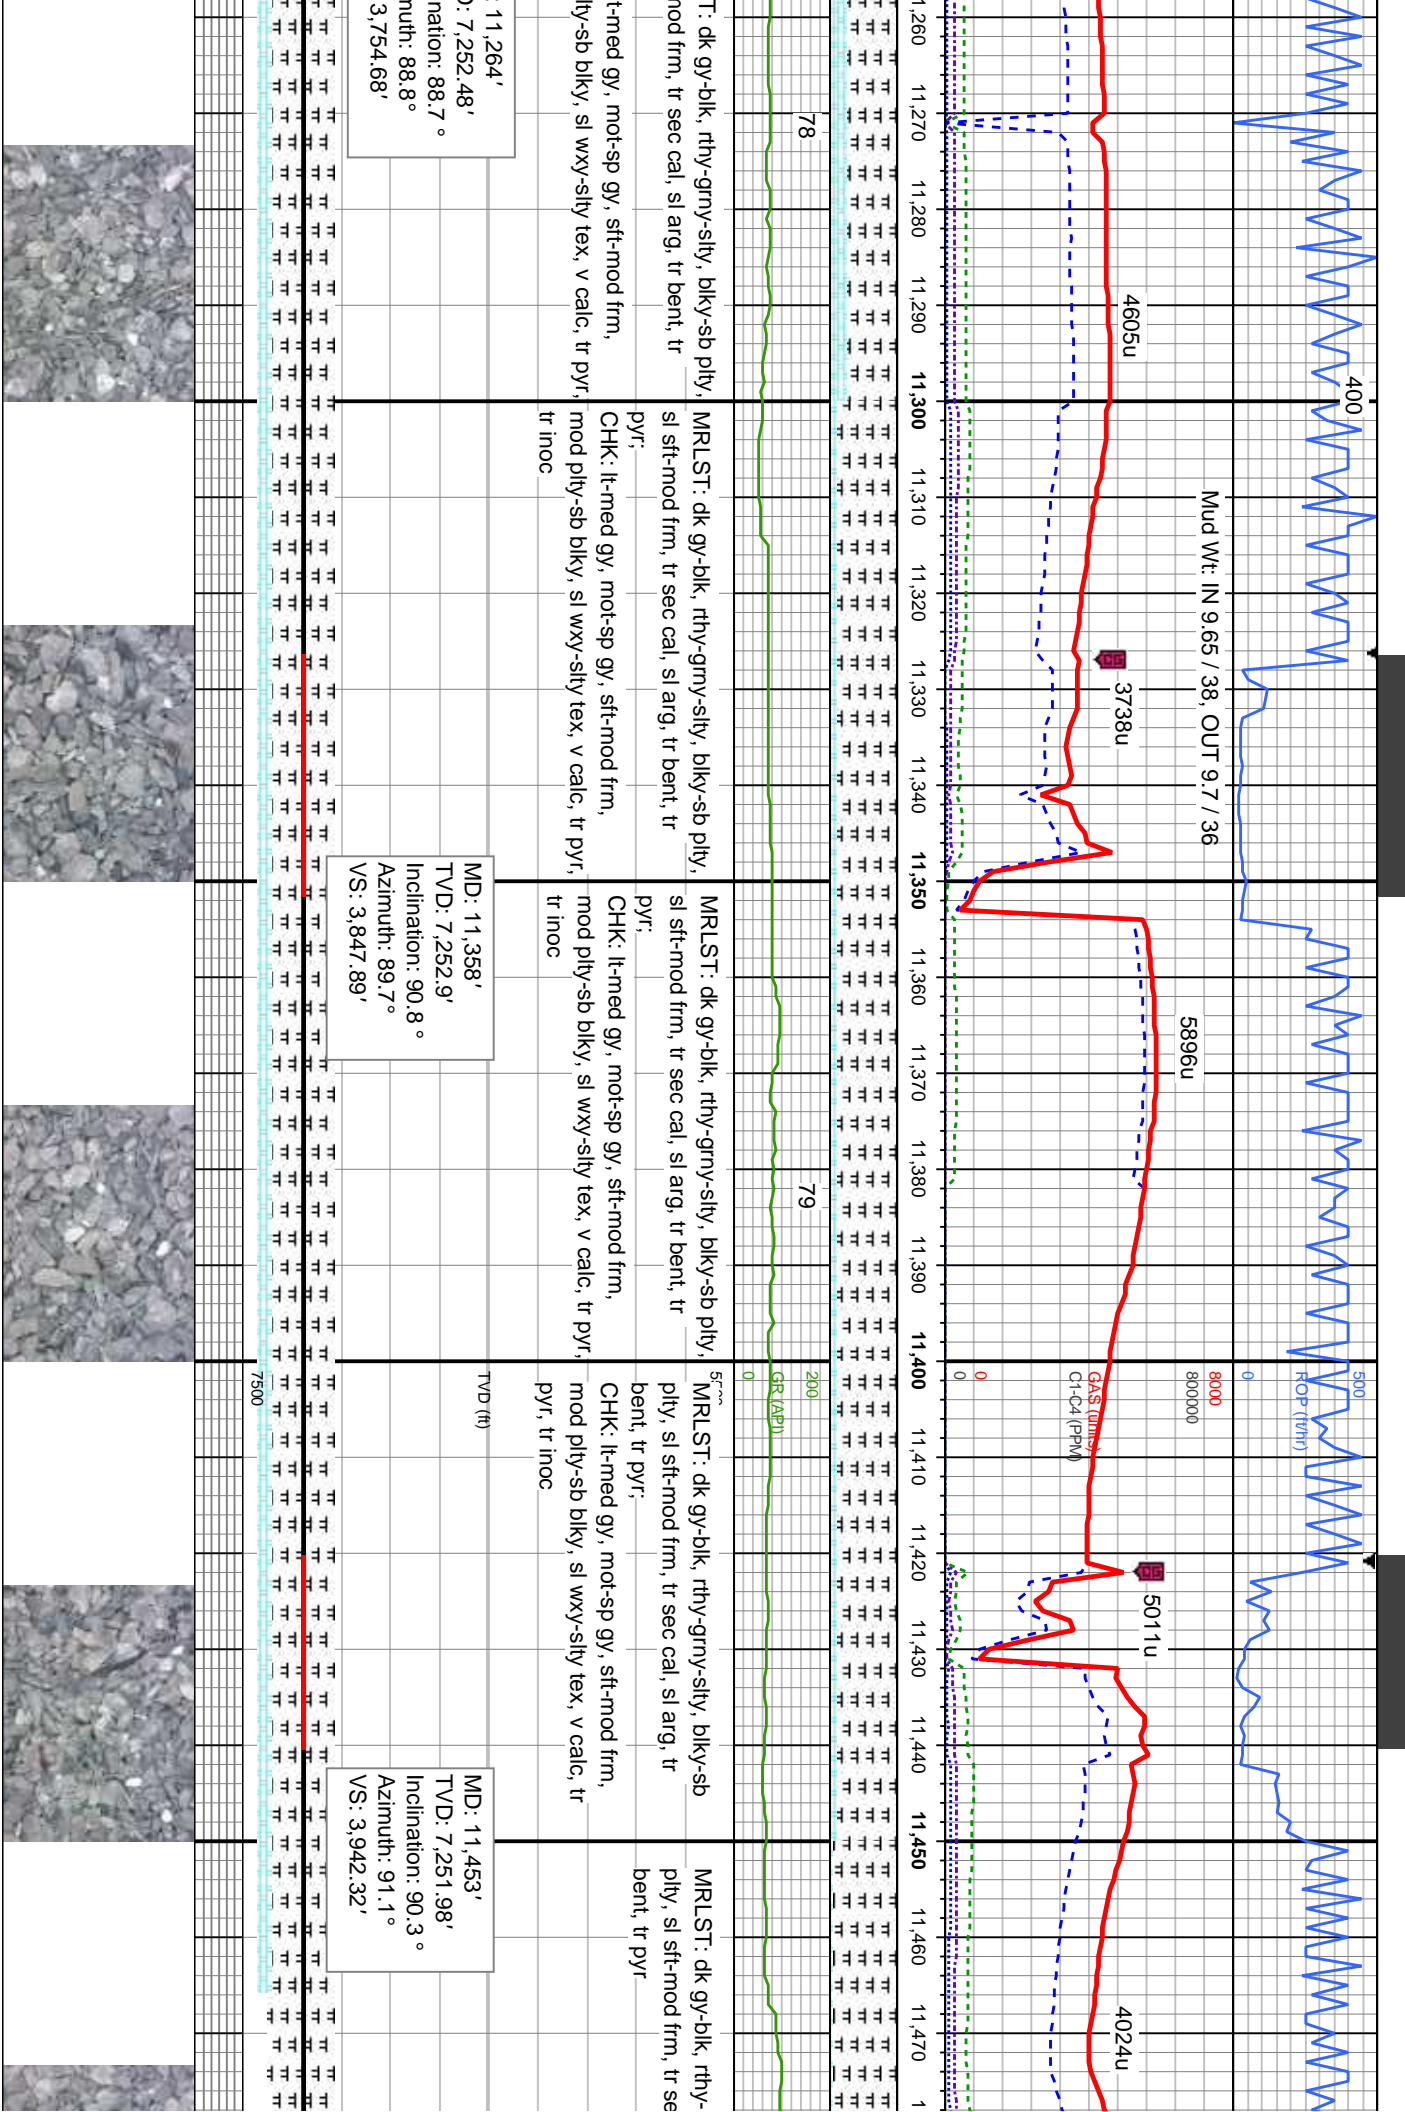 400
500
ROP (ft/hr)
0
Mud Wt: IN 9.65 / 38, OUT 9.7 / 36
4605u
3738u
5896u
5011u
4024u
8000
800000
GAS (units)
C1-C4 (PPM)
0
0
,260
11,270
11,280
11,290
11,300
11,310
11,320
11,330
11,340
11,350
11,360
11,370
11,380
11,390
11,400
11,410
11,420
11,430
11,440
11,450
11,460
11,470
1
78
79
200
GR (API)
0
T: dk gy-blk, rthy-grny-slty, blky-sb plty,
mod frm, tr sec cal, sl arg, tr bent, tr
t-med gy, mot-sp gy, sft-mod frm,
lty-sb blky, sl wxy-slty tex, v calc, tr pyr,
MRLST: dk gy-blk, rthy-grny-slty, blky-sb plty,
sl sft-mod frm, tr sec cal, sl arg, tr bent, tr
pyr;
CHK: lt-med gy, mot-sp gy, sft-mod frm,
mod plty-sb blky, sl wxy-slty tex, v calc, tr pyr,
tr inoc
MRLST: dk gy-blk, rthy-grny-slty, blky-sb plty,
sl sft-mod frm, tr sec cal, sl arg, tr bent, tr
pyr;
CHK: lt-med gy, mot-sp gy, sft-mod frm,
mod plty-sb blky, sl wxy-slty tex, v calc, tr pyr,
tr inoc
MRLST: dk gy-blk, rthy-grny-slty, blky-sb
plty, sl sft-mod frm, tr sec cal, sl arg, tr
bent, tr pyr;
CHK: lt-med gy, mot-sp gy, sft-mod frm,
mod plty-sb blky, sl wxy-slty tex, v calc, tr
pyr, tr inoc
MRLST: dk gy-blk, rthy-
plty, sl sft-mod frm, tr se
bent, tr pyr
TVD (ft)
7500
: 11,264'
D: 7,252.48'
nation: 88.7 °
muth: 88.8°
3,754.68'
MD: 11,358'
TVD: 7,252.9'
Inclination: 90.8 °
Azimuth: 89.7°
VS: 3,847.89'
MD: 11,453'
TVD: 7,251.98'
Inclination: 90.3 °
Azimuth: 91.1°
VS: 3,942.32'